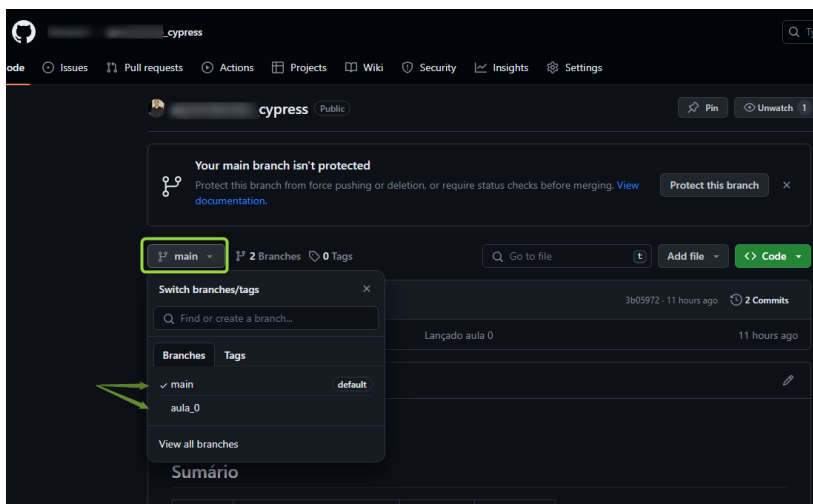 _cypress
ode Issues Pull requests Actions Projects Wiki Security Insights Settings
cypress Public Pin Unwatch 1
Your main branch isn't protected
Protect this branch from force pushing or deletion, or require status checks before merging. View
documentation.
Protect this branch
main 2 Branches 0 Tags Go to file t Add file Code
Switch branches/tags
3b05972 · 11 hours ago 2 Commits
Find or create a branch...
Lançado aula 0 11 hours ago
Branches Tags
main default
aula_0
View all branches
Sumário